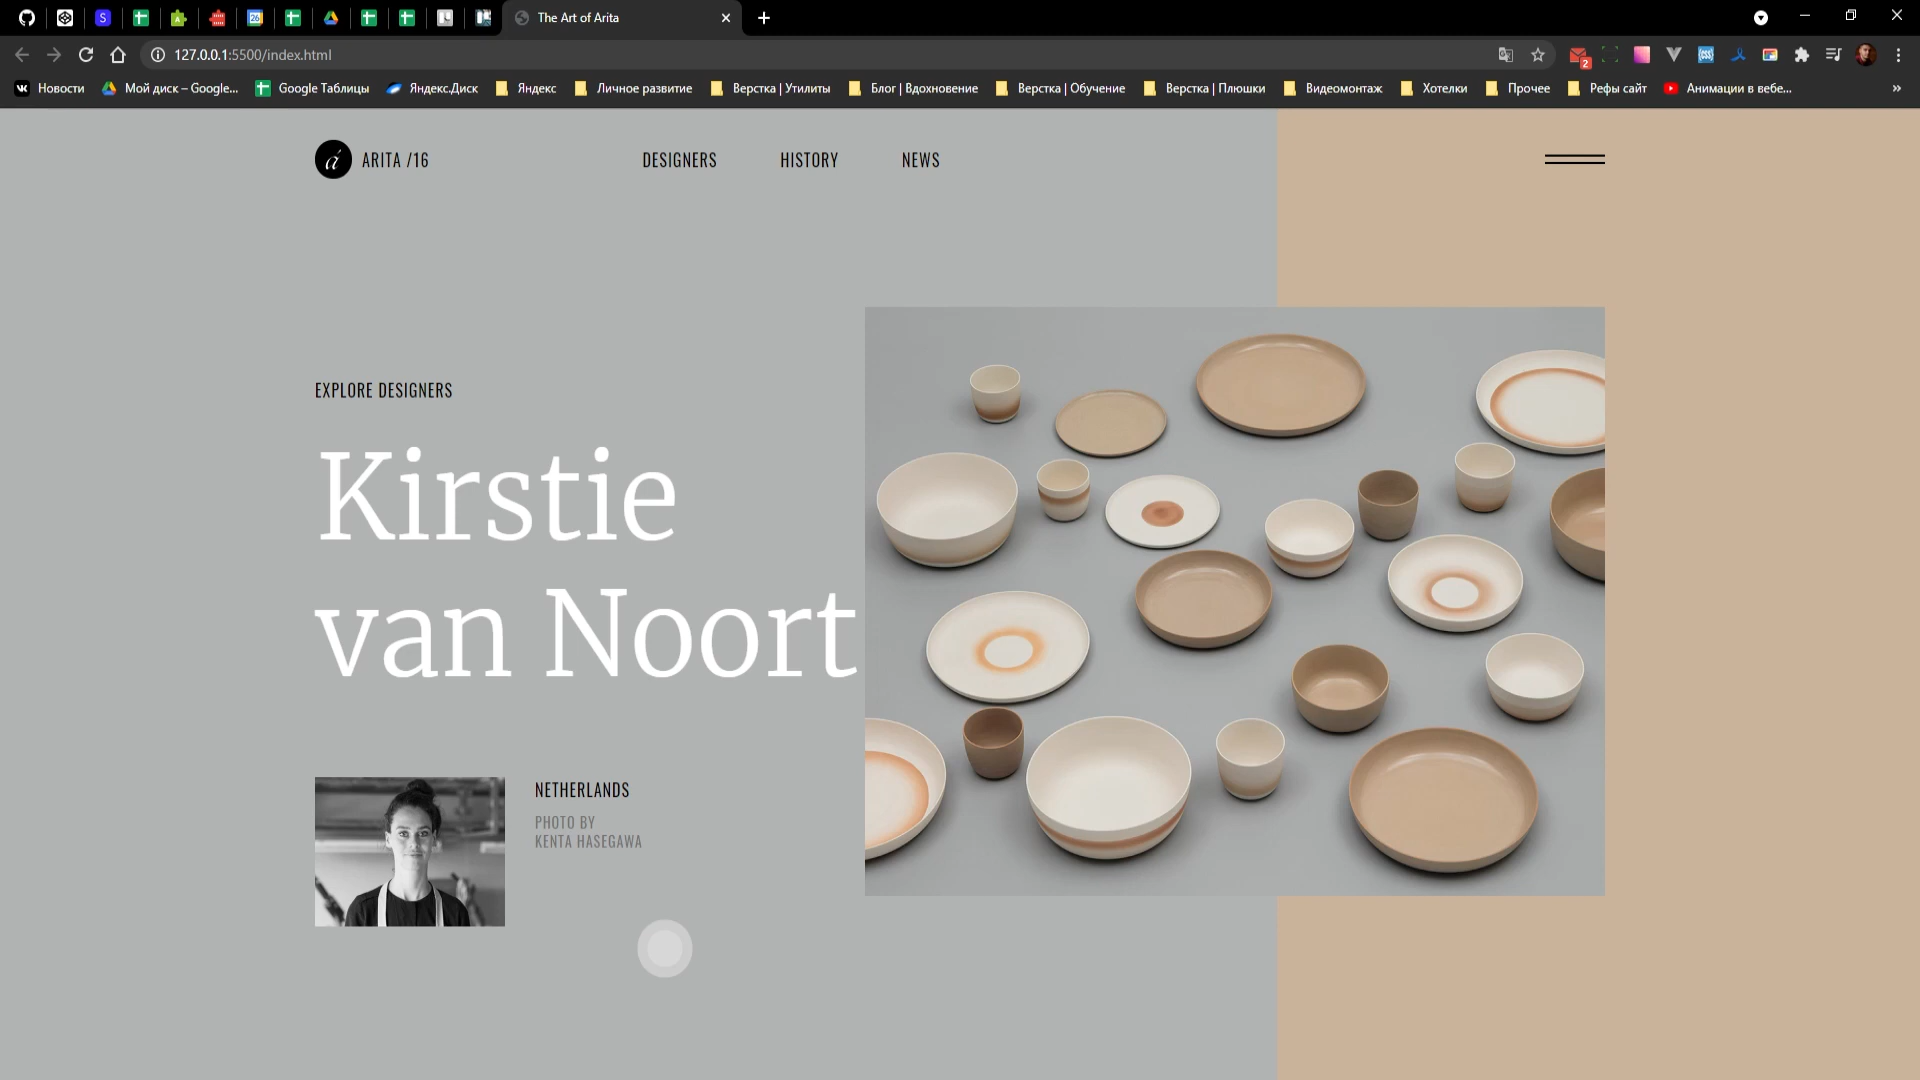 The Art of Arita
127.0.0.1:5500/index.html
2
Новости
Мой диск – Google...
Google Таблицы
Яндекс.Диск
Яндекс
Личное развитие
Верстка | Утилиты
Блог | Вдохновение
Верстка | Обучение
Верстка | Плюшки
Видеомонтаж
Хотелки
Прочее
Рефы сайт
Анимации в вебе...
á ARITA /16
DESIGNERS
HISTORY
NEWS
EXPLORE DESIGNERS
Kirstie
van Noort
NETHERLANDS
PHOTO BY
KENTA HASEGAWA